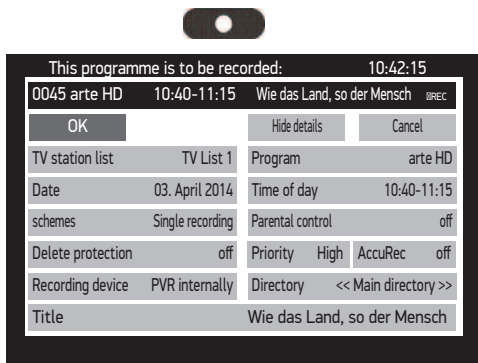 This programme is to be recorded: 10:42:15
0045 arte HD 10:40-11:15 Wie das Land, so der Mensch REC
OK Hide details Cancel
TV station list TV List 1 Program arte HD
Date 03. April 2014 Time of day 10:40-11:15
schemes Single recording Parental control off
Delete protection off Priority High AccuRec off
Recording device PVR internally Directory << Main directory >>
Title Wie das Land, so der Mensch